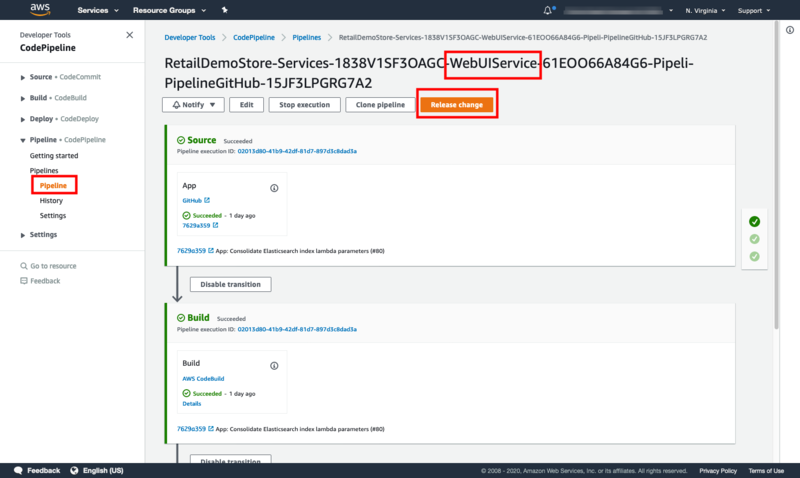 aws
Services
Resource Groups
N. Virginia
Support
Developer Tools
CodePipeline
Source • CodeCommit
Build • CodeBuild
Deploy • CodeDeploy
Pipeline • CodePipeline
Getting started
Pipelines
Pipeline
History
Settings
Settings
Go to resource
Feedback
Developer Tools > CodePipeline > Pipelines > RetailDemoStore-Services-1838V1SF3OAGC-WebUIService-61EOO66A84G6-Pipeli-PipelineGitHub-15JF3LPGRG7A2
RetailDemoStore-Services-1838V1SF3OAGC-WebUIService-61EOO66A84G6-Pipeli-
PipelineGitHub-15JF3LPGRG7A2
Notify
Edit
Stop execution
Clone pipeline
Release change
Source Succeeded
Pipeline execution ID: 02013d80-41b9-42df-81d7-897d3c8dad3a
App
GitHub
Succeeded - 1 day ago
7629a359
7629a359 App: Consolidate Elasticsearch index lambda parameters (#80)
Disable transition
Build Succeeded
Pipeline execution ID: 02013d80-41b9-42df-81d7-897d3c8dad3a
Build
AWS CodeBuild
Succeeded - 1 day ago
Details
7629a359 App: Consolidate Elasticsearch index lambda parameters (#80)
Disable transition
Feedback
English (US)
© 2008 - 2020, Amazon Web Services, Inc. or its affiliates. All rights reserved.
Privacy Policy
Terms of Use